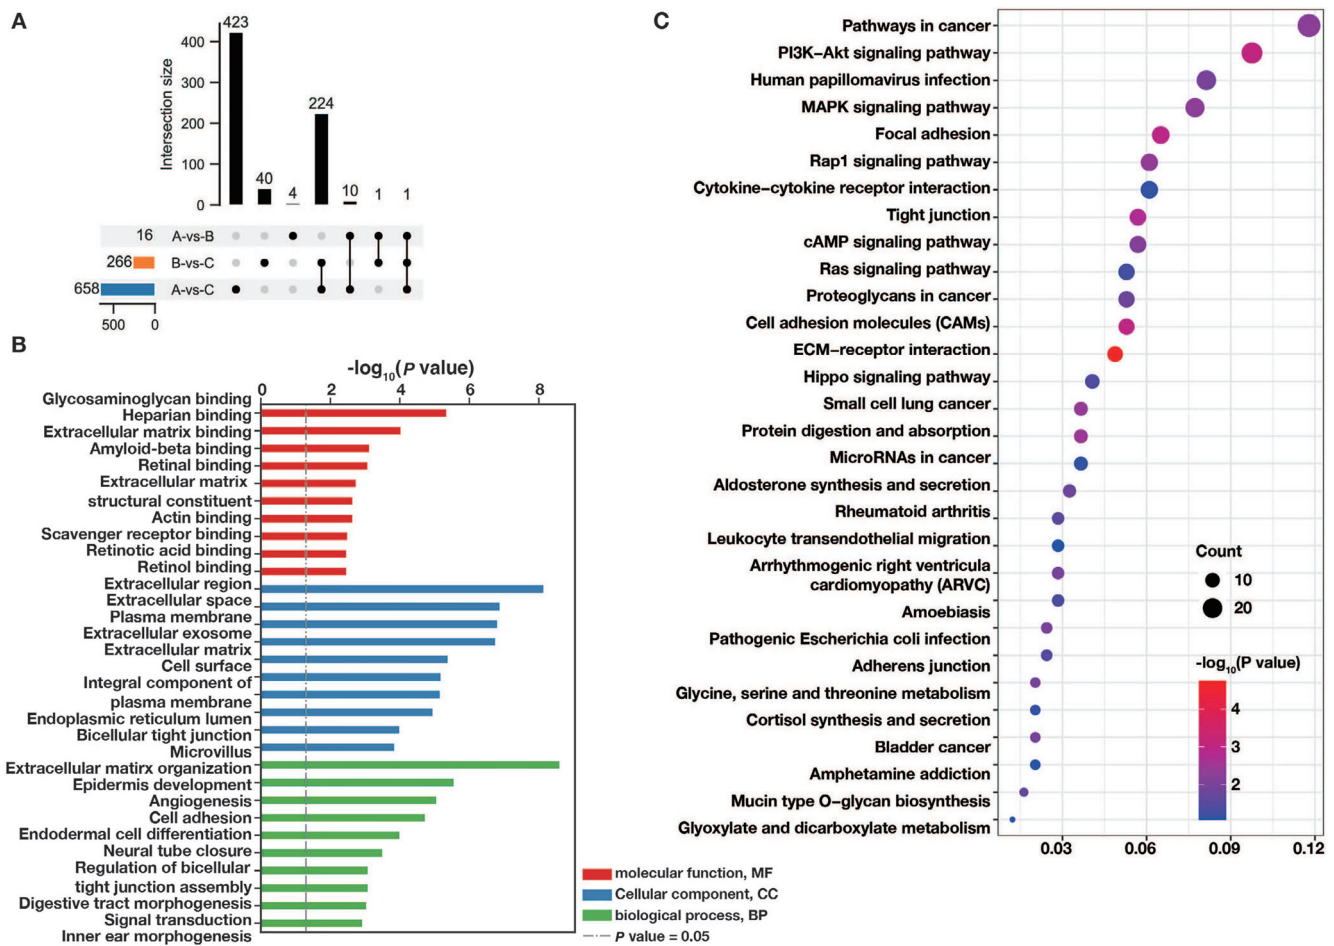 A
423
400
300
200
100
0
Intersection size
40
4
224
10
1
1
16
A-vs-B
266
B-vs-C
658
A-vs-C
500
0
B
-log10(P value)
0
2
4
6
8
Glycosaminoglycan binding
Heparian binding
Extracellular matrix binding
Amyloid-beta binding
Retinal binding
Extracellular matrix
structural constituent
Actin binding
Scavenger receptor binding
Retinotic acid binding
Retinol binding
Extracellular region
Extracellular space
Plasma membrane
Extracellular exosome
Extracellular matrix
Cell surface
Integral component of
plasma membrane
Endoplasmic reticulum lumen
Bicellular tight junction
Microvillus
Extracellular matirx organization
Epidermis development
Angiogenesis
Cell adhesion
Endodermal cell differentiation
Neural tube closure
Regulation of bicellular
tight junction assembly
Digestive tract morphogenesis
Signal transduction
Inner ear morphogenesis
molecular function, MF
Cellular component, CC
biological process, BP
P value = 0.05
C
Pathways in cancer
PI3K−Akt signaling pathway
Human papillomavirus infection
MAPK signaling pathway
Focal adhesion
Rap1 signaling pathway
Cytokine−cytokine receptor interaction
Tight junction
cAMP signaling pathway
Ras signaling pathway
Proteoglycans in cancer
Cell adhesion molecules (CAMs)
ECM−receptor interaction
Hippo signaling pathway
Small cell lung cancer
Protein digestion and absorption
MicroRNAs in cancer
Aldosterone synthesis and secretion
Rheumatoid arthritis
Leukocyte transendothelial migration
Arrhythmogenic right ventricula
cardiomyopathy (ARVC)
Amoebiasis
Pathogenic Escherichia coli infection
Adherens junction
Glycine, serine and threonine metabolism
Cortisol synthesis and secretion
Bladder cancer
Amphetamine addiction
Mucin type O−glycan biosynthesis
Glyoxylate and dicarboxylate metabolism
0.03
0.06
0.09
0.12
Count
10
20
-log10(P value)
4
3
2